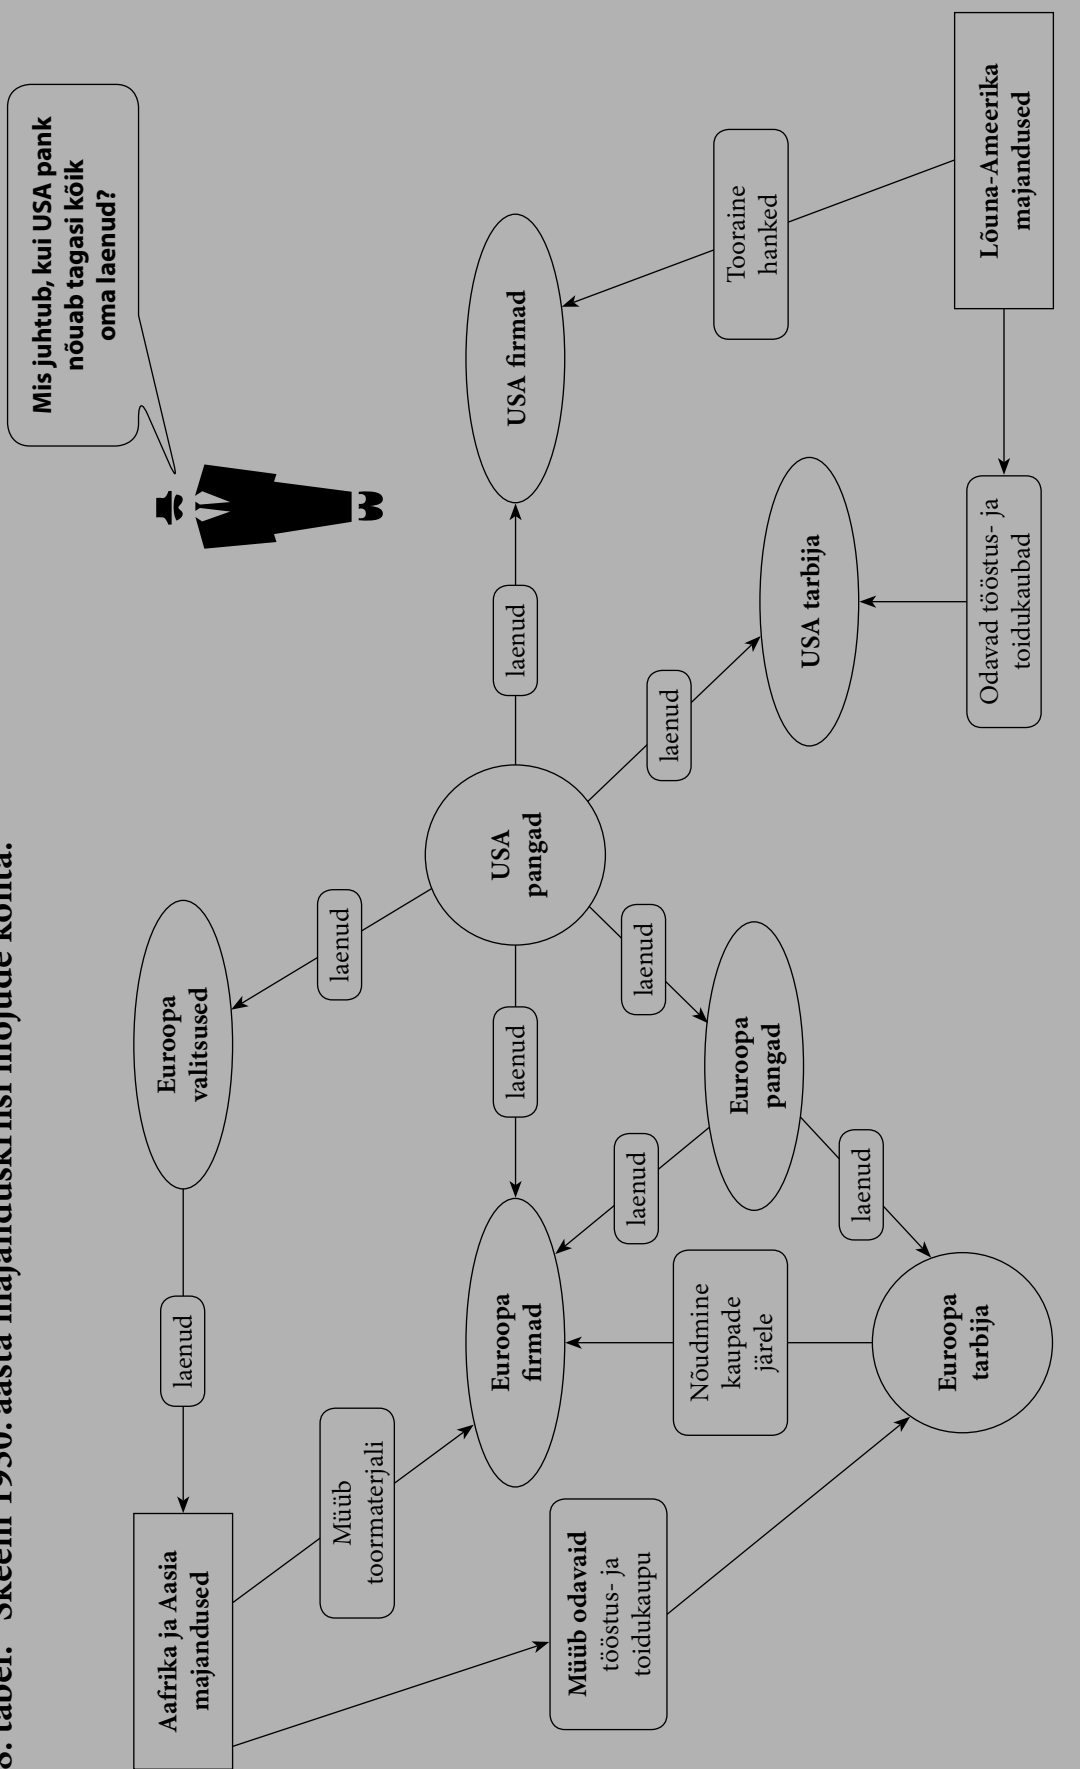 8. tabel. Skeem 1930. aasta majanduskriisi mõjude kohta.
Mis juhtub, kui USA pank
nõuab tagasi kõik
oma laenud?
Aafrika ja Aasia
majandused
laenud
Euroopa
valitsused
laenud
Müüb
toormaterjali
Euroopa
firmad
laenud
USA
pangad
laenud
USA firmad
Müüb odavaid
tööstus- ja
toidukaupu
Nõudmine
kaupade
järele
laenud
laenud
laenud
Tooraine
hanked
Euroopa
pangad
USA tarbija
laenud
Euroopa
tarbija
Odavad tööstus- ja
toidukaubad
Lõuna-Ameerika
majandused